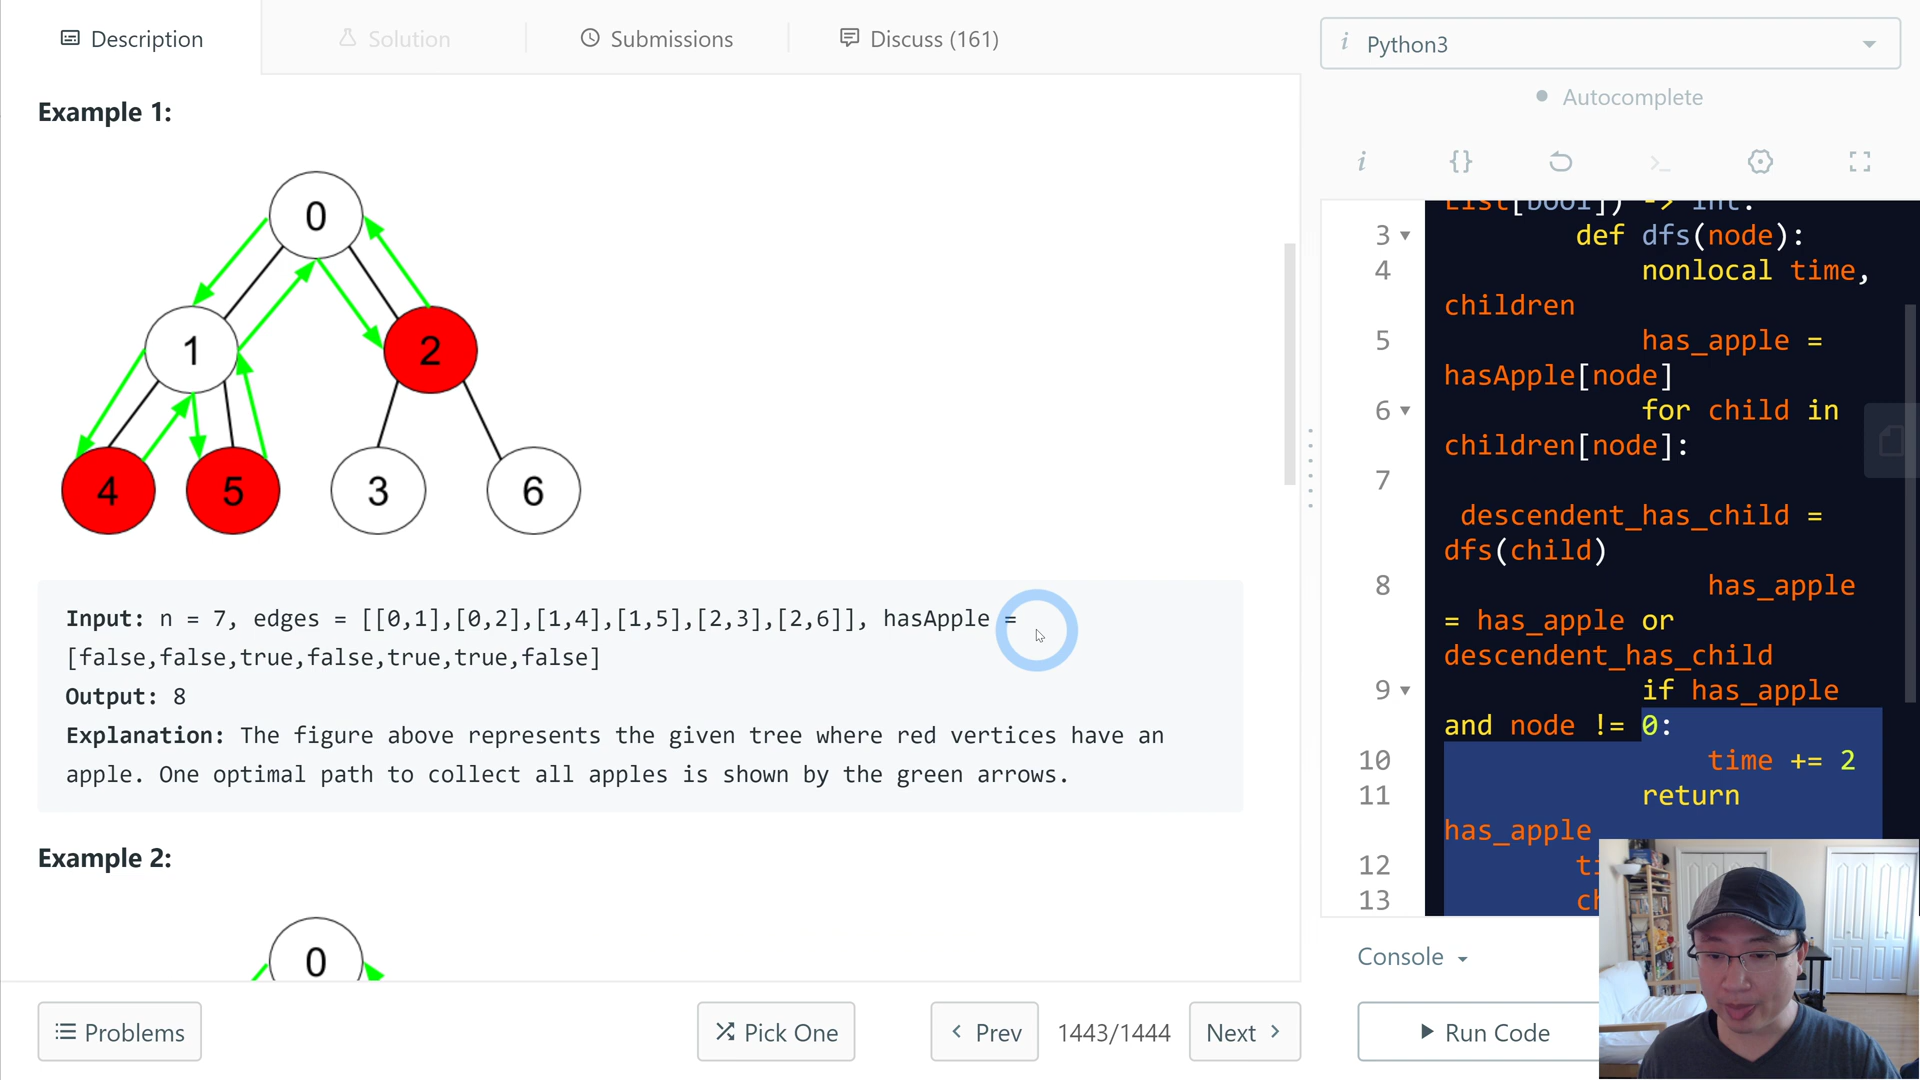 Description
Solution
Submissions
Discuss (161)
Example 1:
0
1
2
4
5
3
6
Input: n = 7, edges = [[0,1],[0,2],[1,4],[1,5],[2,3],[2,6]], hasApple =
[false,false,true,false,true,true,false]
Output: 8
Explanation: The figure above represents the given tree where red vertices have an
apple. One optimal path to collect all apples is shown by the green arrows.
Example 2:
0
Problems
Pick One
Prev
1443/1444
Next
i Python3
Autocomplete
i {} >_
List[bool]) -> int:
3 def dfs(node):
4 nonlocal time,
children
5 has_apple =
hasApple[node]
6 for child in
children[node]:
7
descendent_has_child =
dfs(child)
8 has_apple
= has_apple or
descendent_has_child
9 if has_apple
and node != 0:
10 time += 2
11 return
has_apple
12
13
Console
Run Code